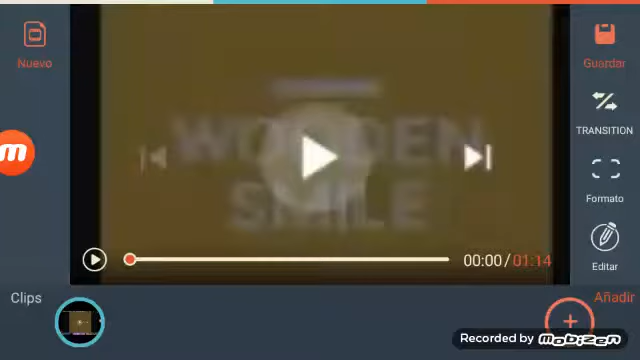 Nuevo
Guardar
TRANSITION
Formato
Editar
WOODEN
SMILE
00:00/01:14
Clips
Añadir
Recorded by mobizen